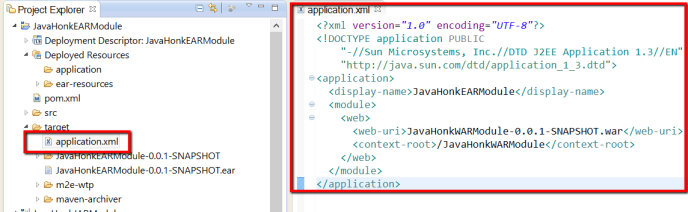 Project Explorer
JavaHonkEARModule
Deployment Descriptor: JavaHonkEARModule
Deployed Resources
application
ear-resources
pom.xml
src
target
application.xml
JavaHonkEARModule-0.0.1-SNAPSHOT
JavaHonkEARModule-0.0.1-SNAPSHOT.ear
m2e-wtp
maven-archiver
application.xml
<?xml version="1.0" encoding="UTF-8"?>
<!DOCTYPE application PUBLIC
"-//Sun Microsystems, Inc.//DTD J2EE Application 1.3//EN"
"http://java.sun.com/dtd/application_1_3.dtd">
<application>
<display-name>JavaHonkEARModule</display-name>
<module>
<web>
<web-uri>JavaHonkWARModule-0.0.1-SNAPSHOT.war</web-uri>
<context-root>/JavaHonkWARModule</context-root>
</web>
</module>
</application>